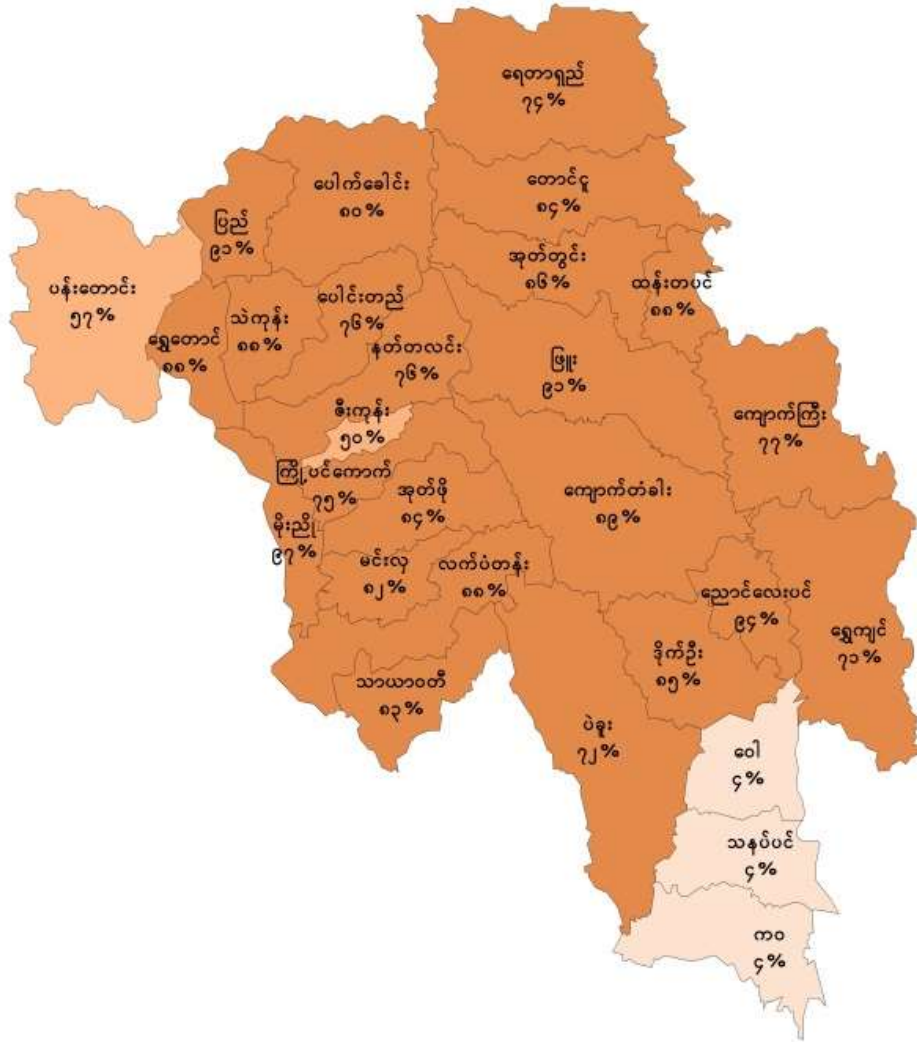 ရေတာရှည်
၇၄%
တောင်ငူ
၈၄%
ပေါက်ခေါင်း
၈၀%
ပြည်
၉၁%
အုတ်တွင်း
၈၆%
ထန်းတပင်
၈၈%
ပန်းတောင်း
၅၇%
ပေါင်းတည်
၇၆%
သဲကုန်း
၈၈%
ရွှေတောင်
၈၈%
နတ်တလင်း
၇၆%
ဖြူး
၉၁%
ကျောက်ကြီး
၇၇%
ဇီးကုန်း
၅၀%
ကြို့ပင်ကောက်
၇၅%
အုတ်ဖို
၈၄%
ကျောက်တံခါး
၈၉%
မိုးညို
၉၇%
မင်းလှ
၈၂%
လက်ပံတန်း
၈၈%
ညောင်လေးပင်
၉၄%
ရွှေကျင်
၇၁%
ဒိုက်ဦး
၈၅%
သာယာဝတီ
၈၃%
ပဲခူး
၇၂%
ဝေါ
၄%
သနပ်ပင်
၄%
ကဝ
၄%